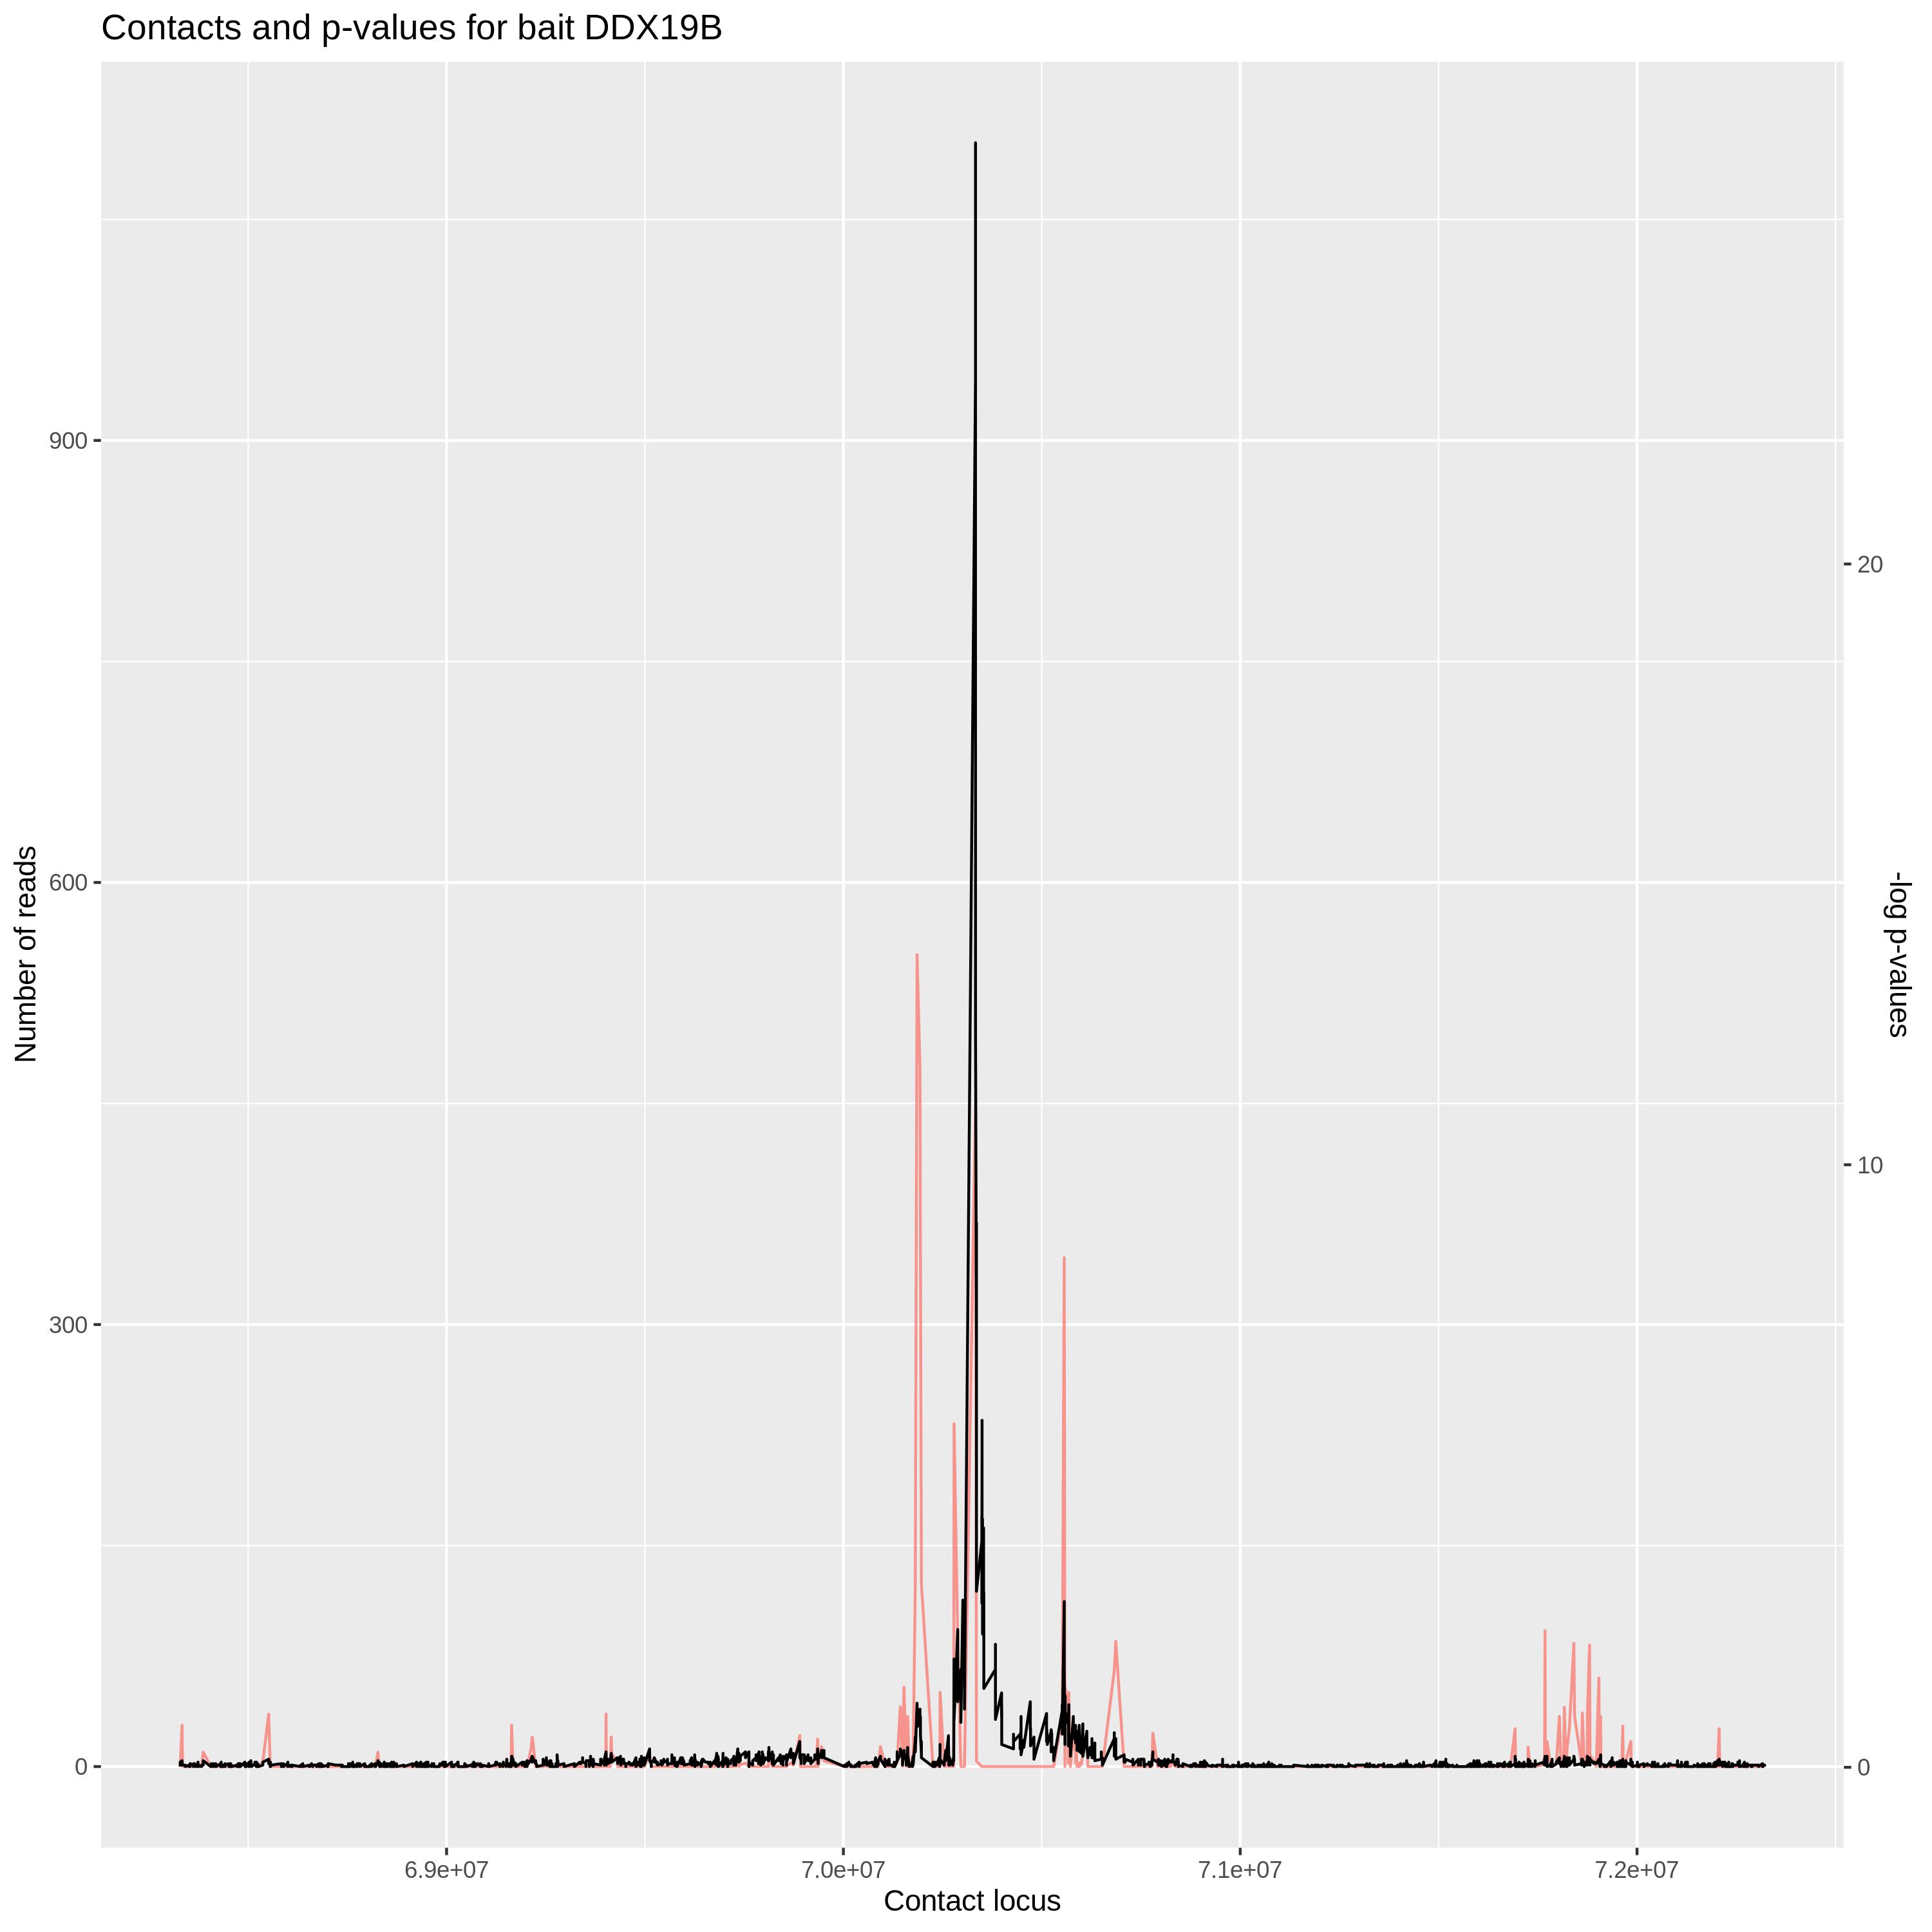 Contacts and p-values for bait DDX19B
Number of reads
900
600
300
0
20
10
0
-log p-values
6.9e+07
7.0e+07
7.1e+07
7.2e+07
Contact locus